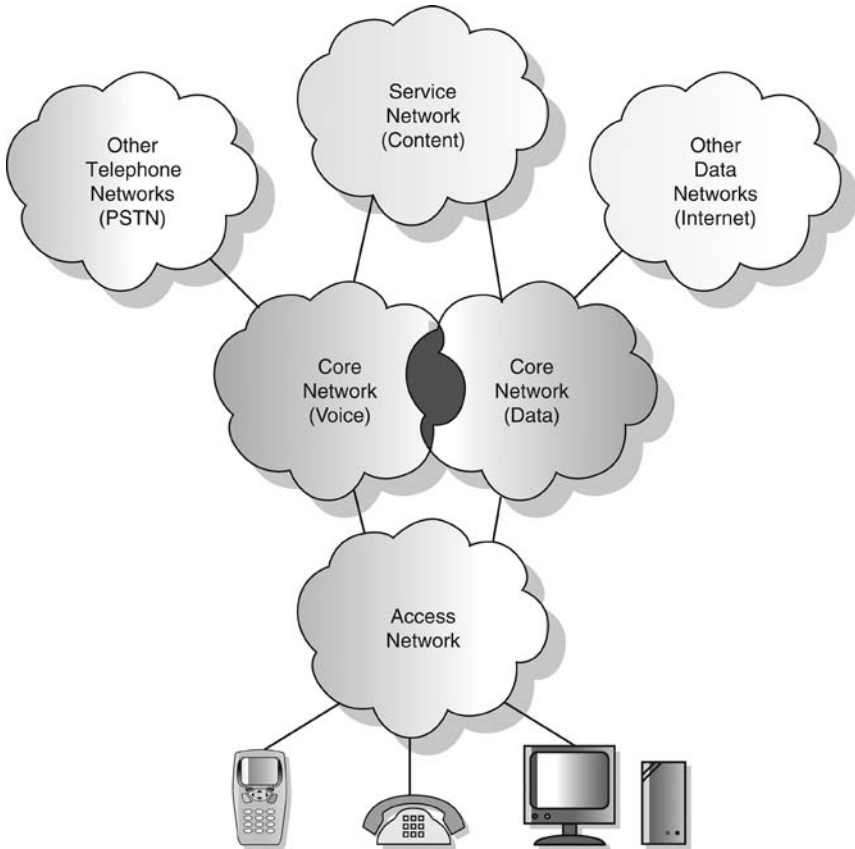 Service
Network
(Content)
Other
Telephone
Networks
(PSTN)
Other
Data
Networks
(Internet)
Core
Network
(Voice)
Core
Network
(Data)
Access
Network